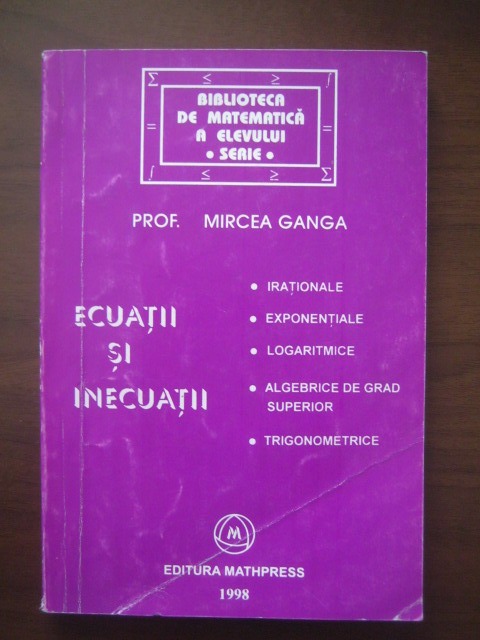 Σ ≤ ≥ ∫
BIBLIOTECA
DE MATEMATICĂ
A ELEVULUI
• SERIE •
= =
∫ ≤ ≥ Σ
PROF. MIRCEA GANGA
ECUAȚII
ȘI
INECUAȚII
• IRAȚIONALE
• EXPONENȚIALE
• LOGARITMICE
• ALGEBRICE DE GRAD
SUPERIOR
• TRIGONOMETRICE
M
EDITURA MATHPRESS
1998